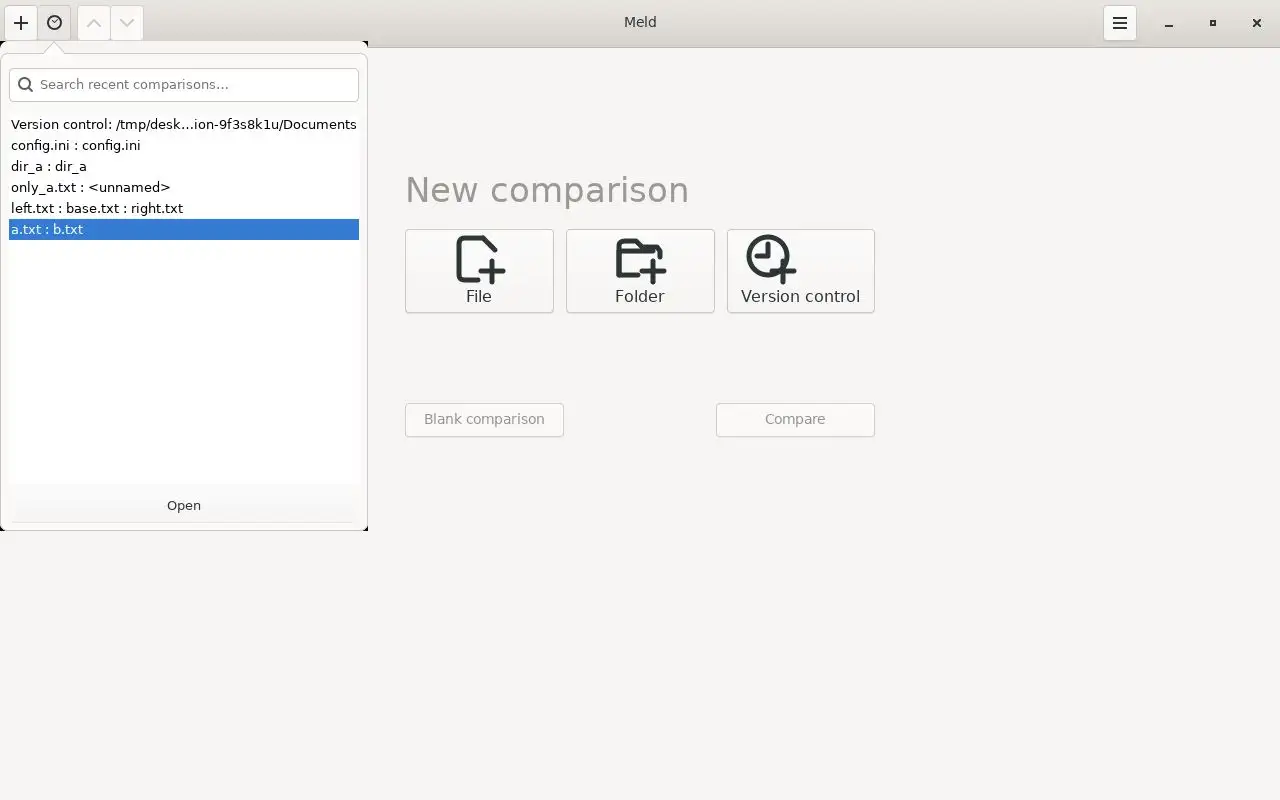 Meld
Search recent comparisons…
Version control: /tmp/desk…ion-9f3s8k1u/Documents
config.ini : config.ini
dir_a : dir_a
only_a.txt : <unnamed>
left.txt : base.txt : right.txt
a.txt : b.txt
Open
New comparison
File
Folder
Version control
Blank comparison
Compare